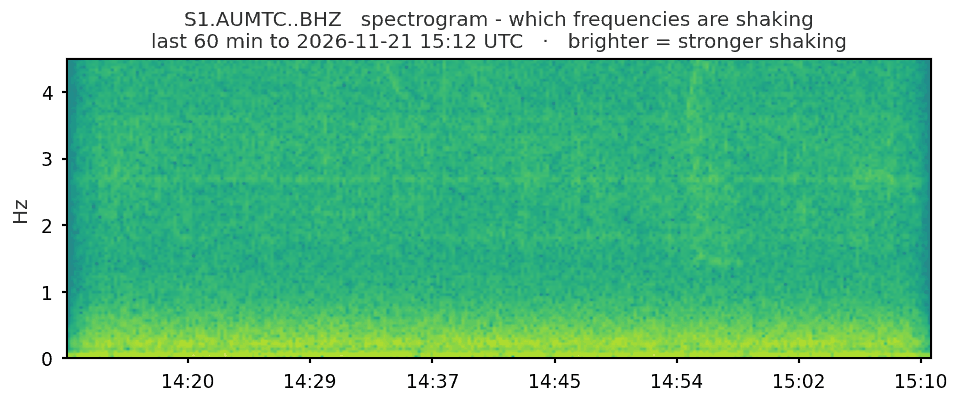 S1.AUMTC..BHZ   spectrogram - which frequencies are shaking
last 60 min to 2026-11-21 15:12 UTC   ·   brighter = stronger shaking
4
3
Hz
2
1
0
14:20 14:29 14:37 14:45 14:54 15:02 15:10